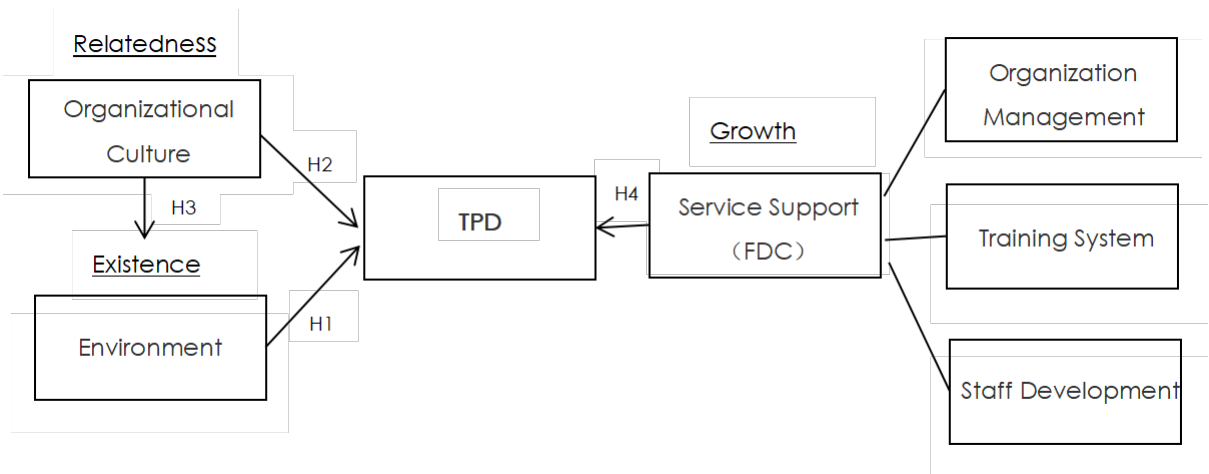 Relatedness
Organizational
Culture
H2
H3
Existence
Environment
H1
TPD
H4
Growth
Service Support
（FDC）
Organization
Management
Training System
Staff Development